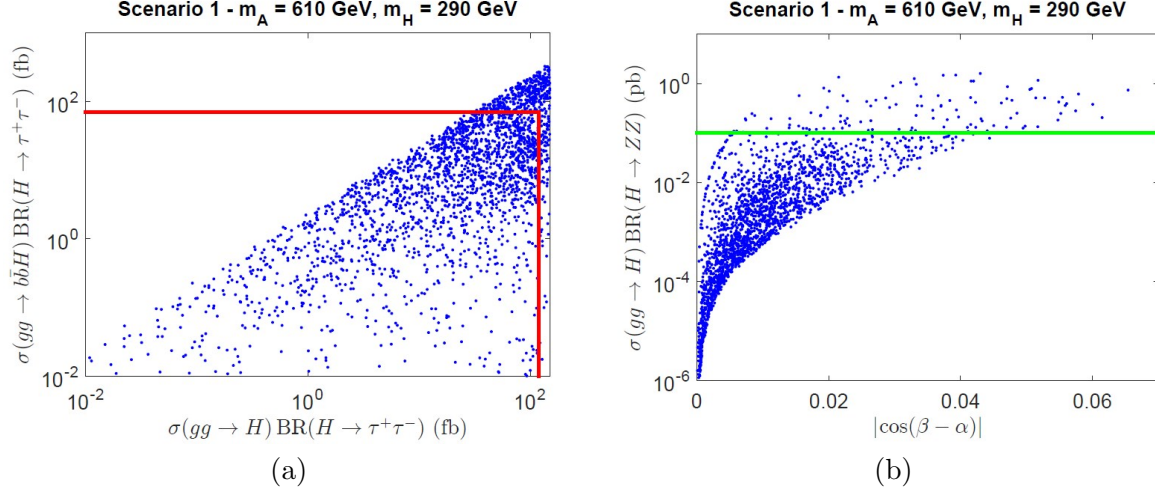 Scenario 1 - m_A = 610 GeV, m_H = 290 GeV
σ(gg → bb̄H) BR(H → τ⁺τ⁻) (fb)
10²
10⁰
10⁻²
10⁻² 10⁰ 10²
σ(gg → H) BR(H → τ⁺τ⁻) (fb)
(a)
Scenario 1 - m_A = 610 GeV, m_H = 290 GeV
σ(gg → H) BR(H → ZZ) (pb)
10⁰
10⁻²
10⁻⁴
10⁻⁶
0 0.02 0.04 0.06
|cos(β − α)|
(b)